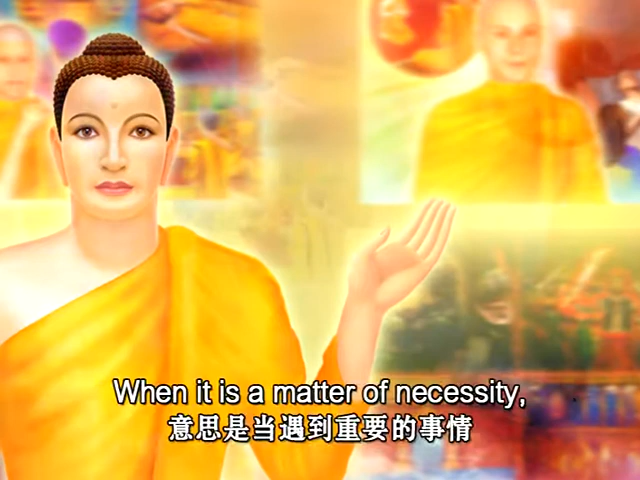 When it is a matter of necessity,
意思是当遇到重要的事情